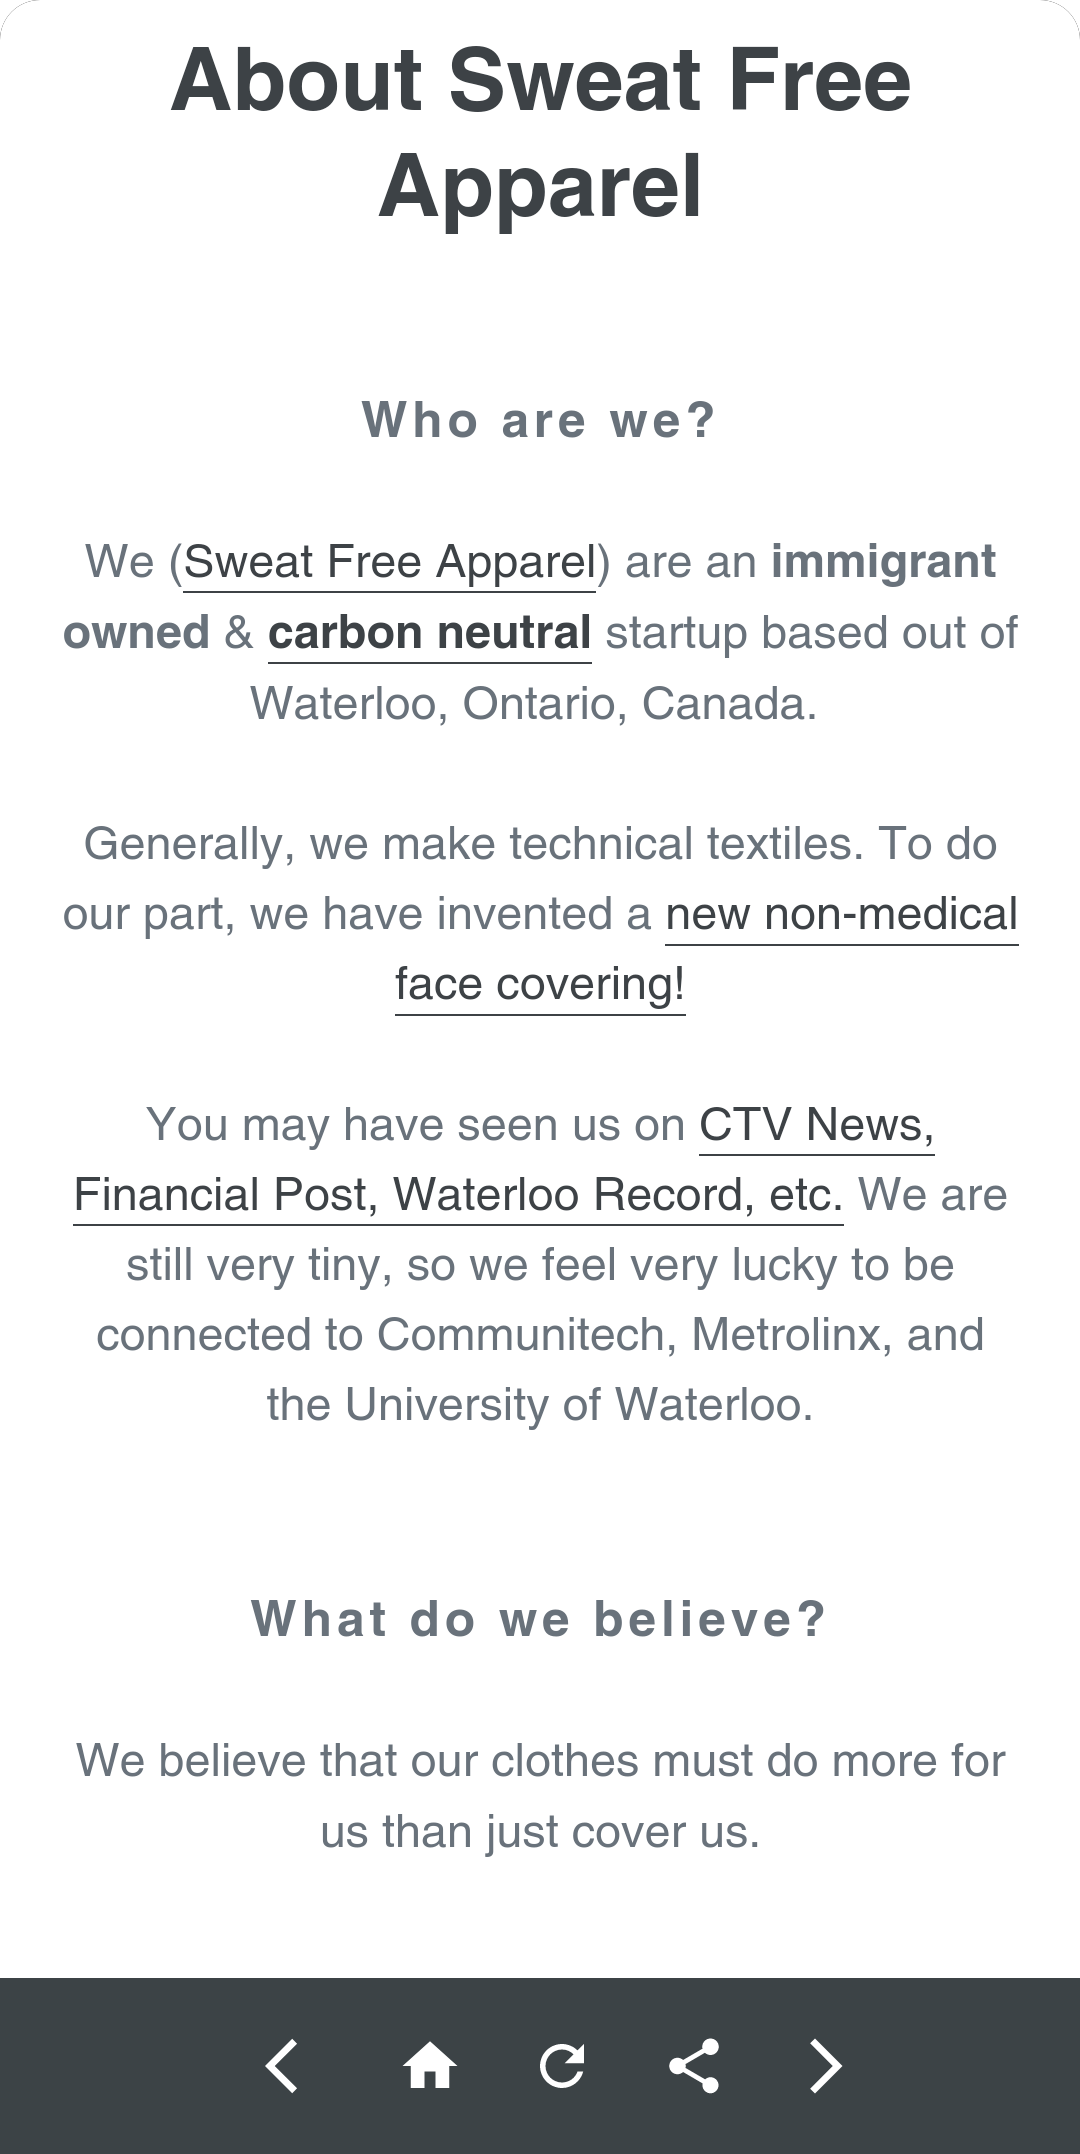 About Sweat Free
Apparel
Who are we?
We (Sweat Free Apparel) are an immigrant
owned & carbon neutral startup based out of
Waterloo, Ontario, Canada.
Generally, we make technical textiles. To do
our part, we have invented a new non-medical
face covering!
You may have seen us on CTV News,
Financial Post, Waterloo Record, etc. We are
still very tiny, so we feel very lucky to be
connected to Communitech, Metrolinx, and
the University of Waterloo.
What do we believe?
We believe that our clothes must do more for
us than just cover us.